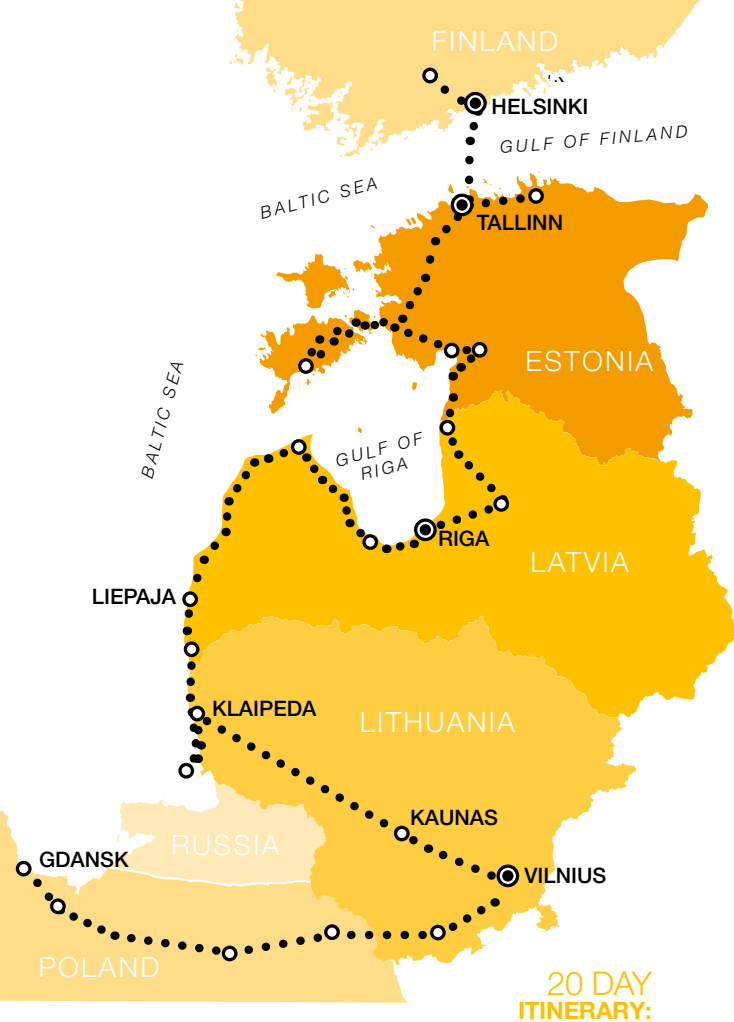 FINLAND
HELSINKI
GULF OF FINLAND
BALTIC SEA
TALLINN
ESTONIA
BALTIC SEA
GULF OF
RIGA
RIGA
LATVIA
LIEPAJA
KLAIPEDA
LITHUANIA
KAUNAS
RUSSIA
GDANSK
VILNIUS
POLAND
20 DAY
ITINERARY: